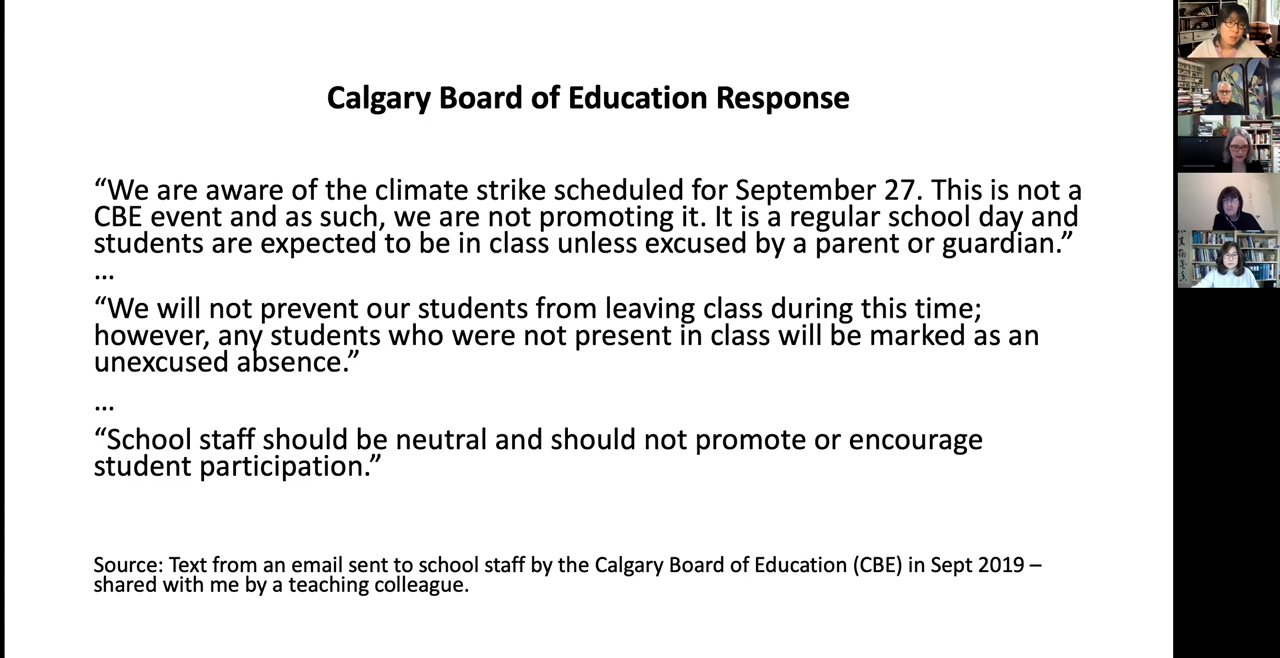 Calgary Board of Education Response
“We are aware of the climate strike scheduled for September 27. This is not a
CBE event and as such, we are not promoting it. It is a regular school day and
students are expected to be in class unless excused by a parent or guardian.”
...
“We will not prevent our students from leaving class during this time;
however, any students who were not present in class will be marked as an
unexcused absence.”
...
“School staff should be neutral and should not promote or encourage
student participation.”
Source: Text from an email sent to school staff by the Calgary Board of Education (CBE) in Sept 2019 –
shared with me by a teaching colleague.